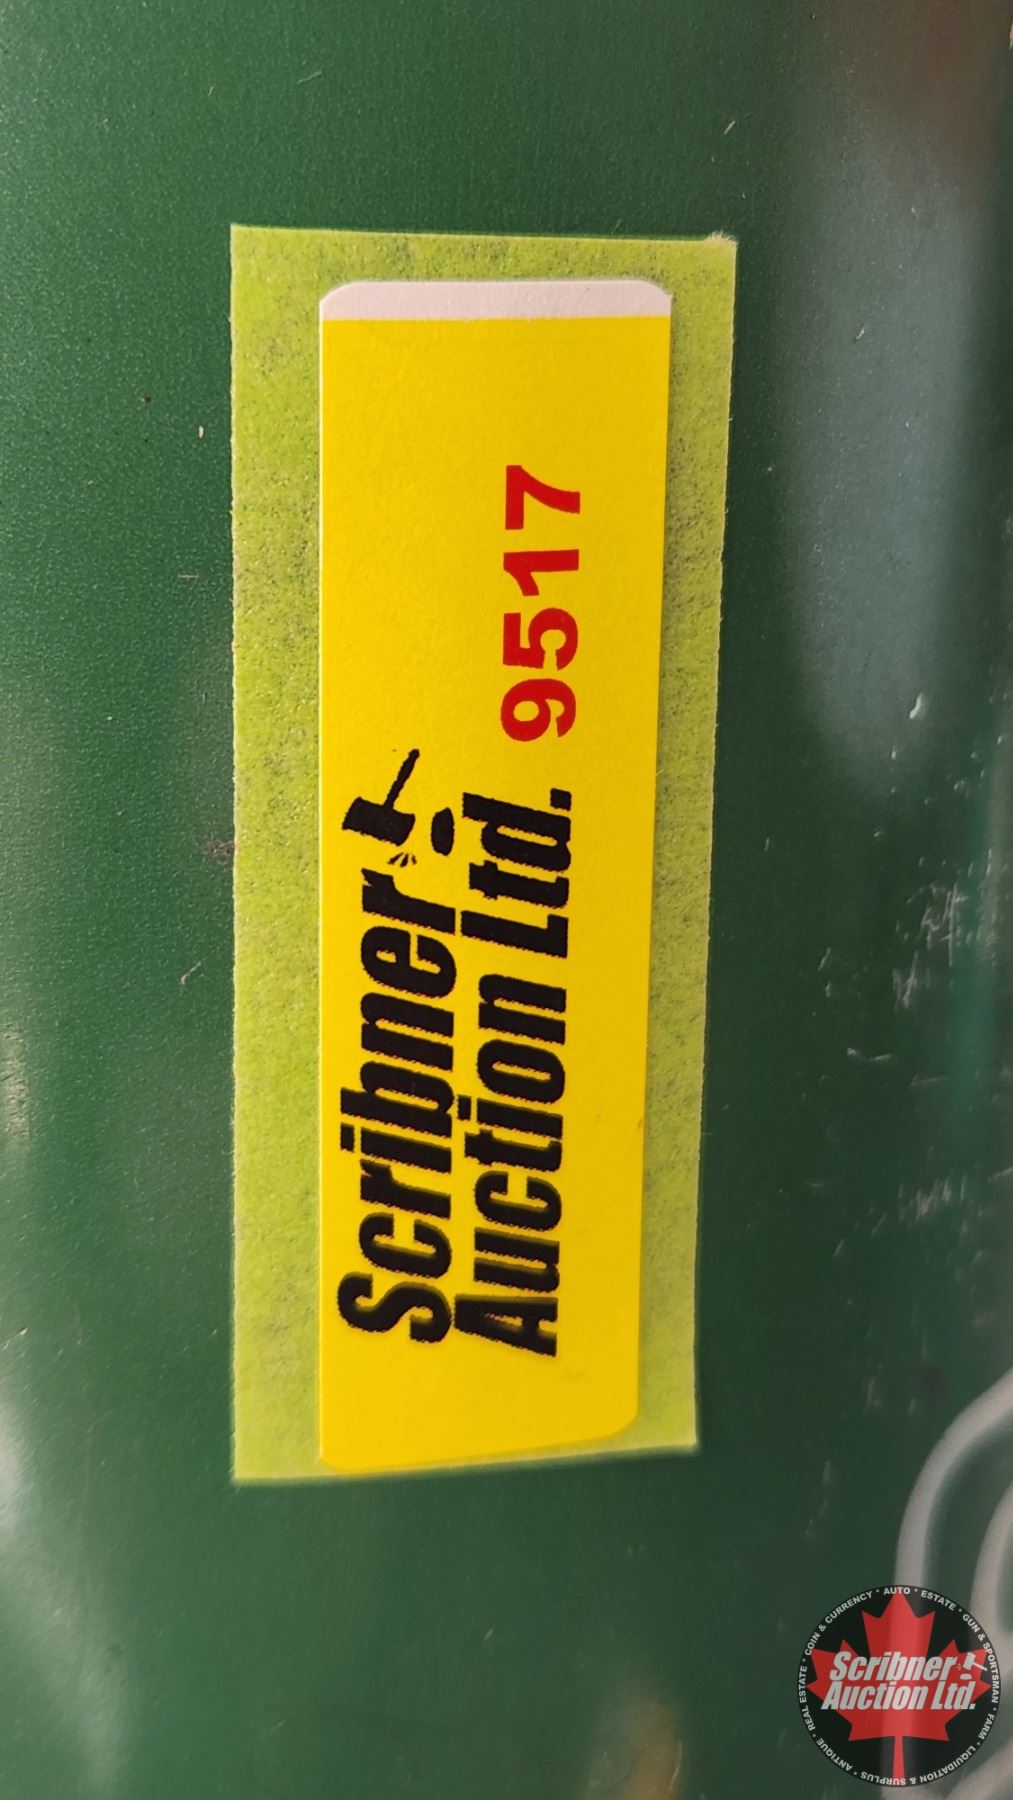 Scribner
Auction Ltd. 9517
COIN & CURRENCY • AUTO • ESTATE • GUN & SPORTSMAN • FARM • LIQUIDATION & SURPLUS • ANTIQUE • REAL ESTATE •
Scribner
Auction Ltd.